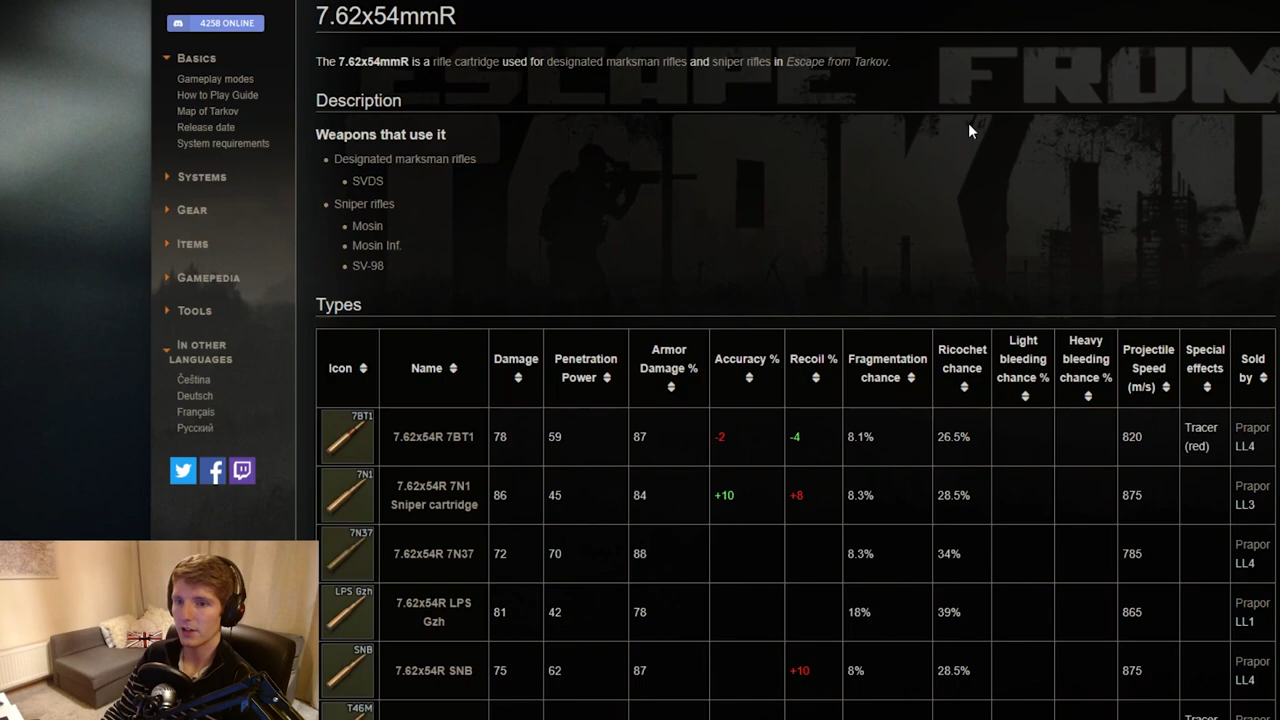 4258 ONLINE
BASICS
Gameplay modes
How to Play Guide
Map of Tarkov
Release date
System requirements
SYSTEMS
GEAR
ITEMS
GAMEPEDIA
TOOLS
IN OTHER
LANGUAGES
Čeština
Deutsch
Français
Русский
7.62x54mmR
The 7.62x54mmR is a rifle cartridge used for designated marksman rifles and sniper rifles in Escape from Tarkov.
Description
Weapons that use it
Designated marksman rifles
SVDS
Sniper rifles
Mosin
Mosin Inf.
SV-98
Types
Icon Name Damage Penetration Power Armor Damage % Accuracy % Recoil % Fragmentation chance Ricochet chance Light bleeding chance % Heavy bleeding chance % Projectile Speed (m/s) Special effects Sold by
7BT1 7.62x54R 7BT1 78 59 87 -2 -4 8.1% 26.5% 820 Tracer (red) Prapor LL4
7N1 7.62x54R 7N1 Sniper cartridge 86 45 84 +10 +8 8.3% 28.5% 875 Prapor LL3
7N37 7.62x54R 7N37 72 70 88 8.3% 34% 785 Prapor LL4
LPS Gzh 7.62x54R LPS Gzh 81 42 78 18% 39% 865 Prapor LL1
SNB 7.62x54R SNB 75 62 87 +10 8% 28.5% 875 Prapor LL4
T46M Tracer
ESCAPE FROM
TARKOV